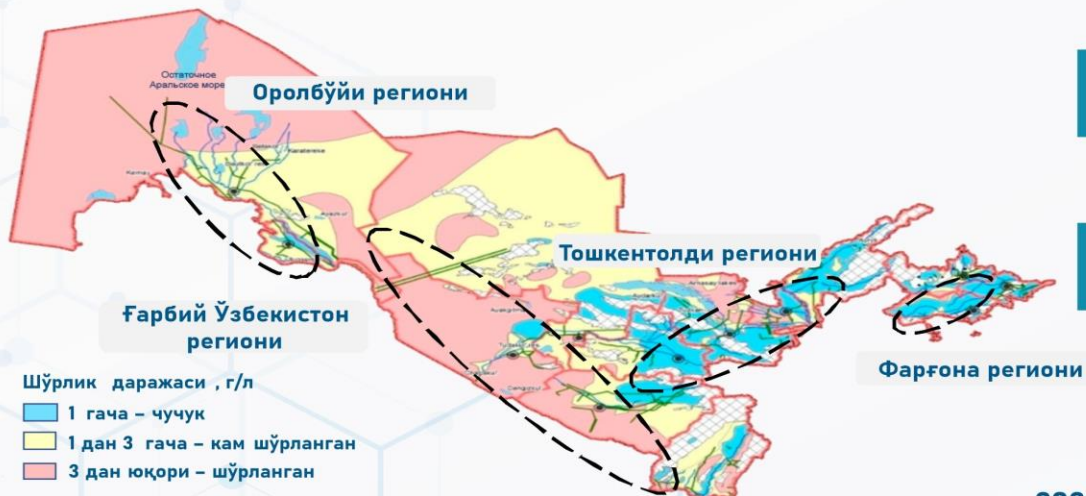 Остаточное
Аральское море
Оролбўйи региони
Тошкентолди региони
Ғарбий Ўзбекистон
региони
Фарғона региони
Шўрлик даражаси , г/л
1 гача – чучук
1 дан 3 гача – кам шўрланган
3 дан юқори – шўрланган